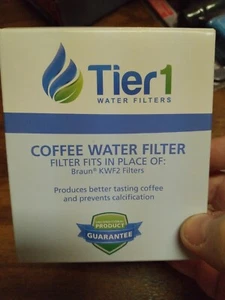 Tier1
WATER FILTERS
COFFEE WATER FILTER
FILTER FITS IN PLACE OF:
Braun® KWF2 Filters
Produces better tasting coffee
and prevents calcification
PRODUCT
GUARANTEE